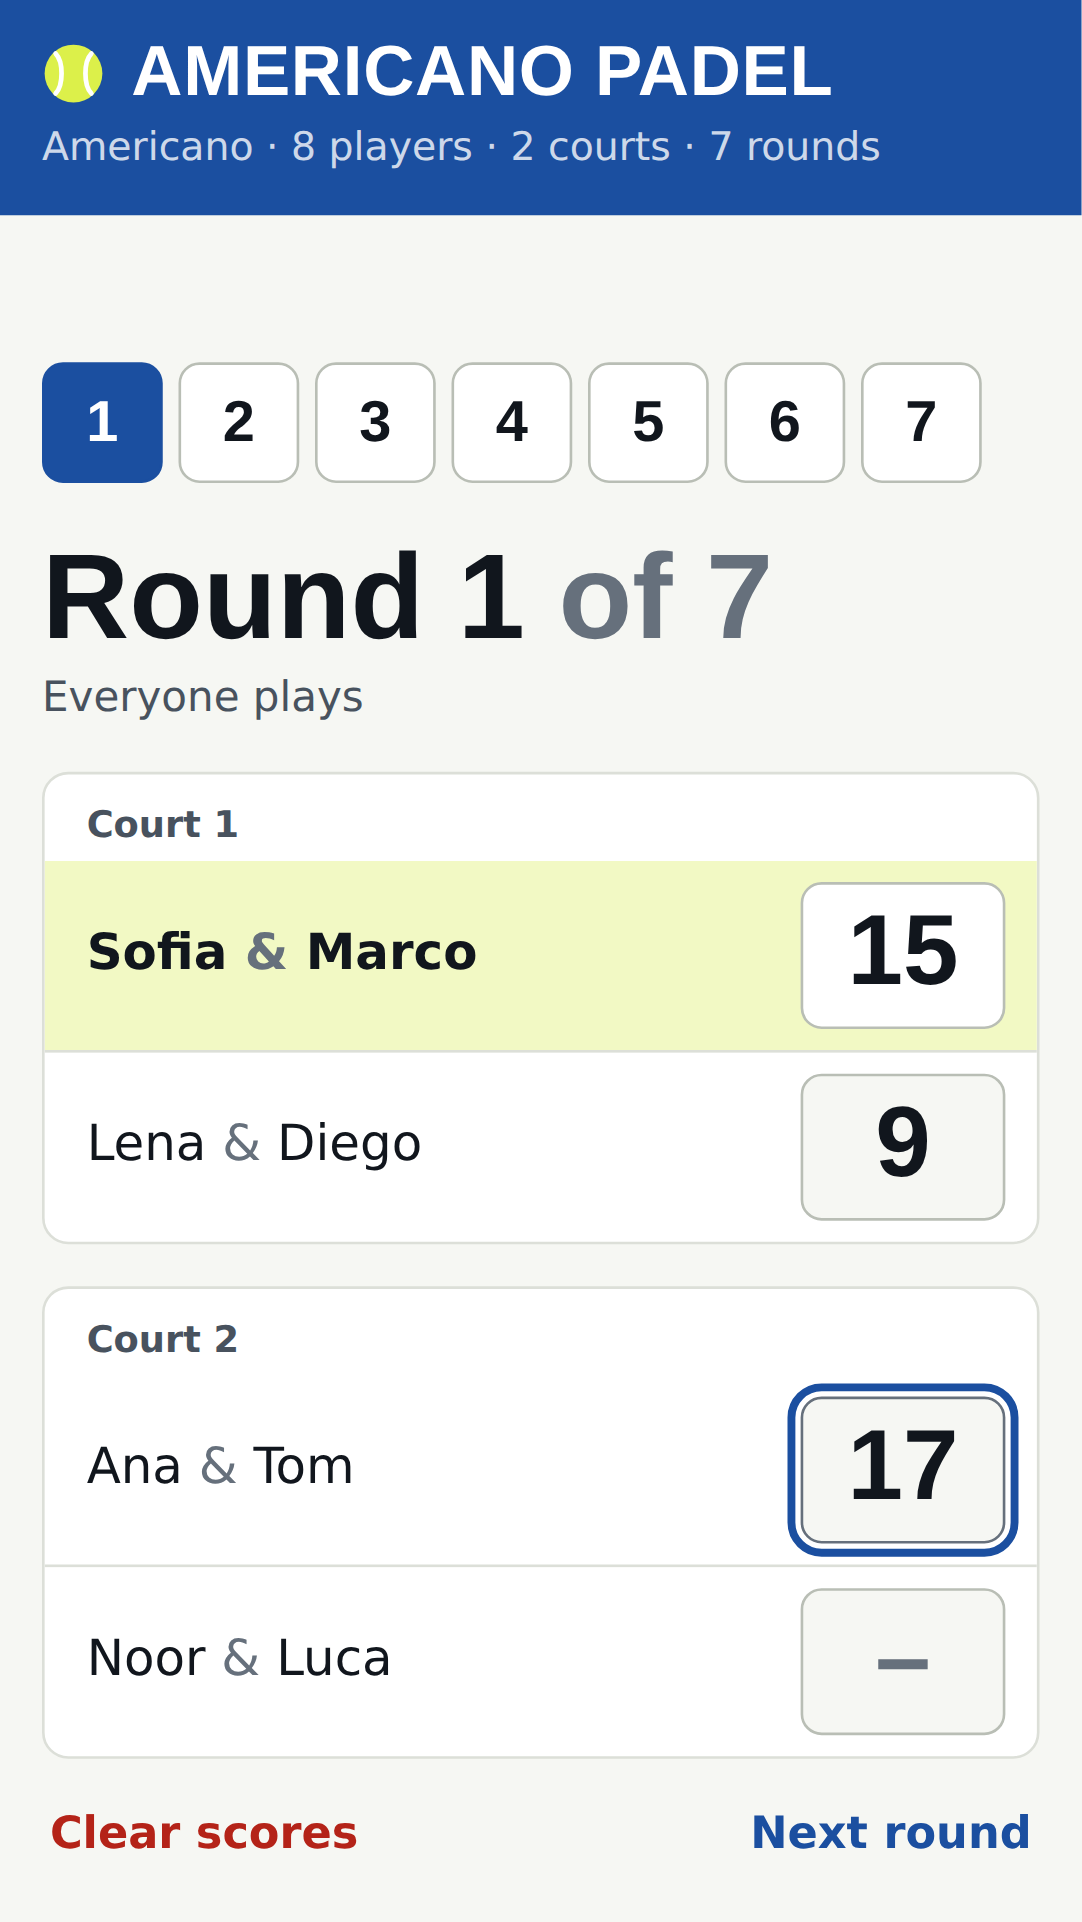 AMERICANO PADEL
Americano · 8 players · 2 courts · 7 rounds
1 2 3 4 5 6 7
Round 1 of 7
Everyone plays
Court 1
Sofia & Marco 15
Lena & Diego 9
Court 2
Ana & Tom 17
Noor & Luca –
Clear scores Next round